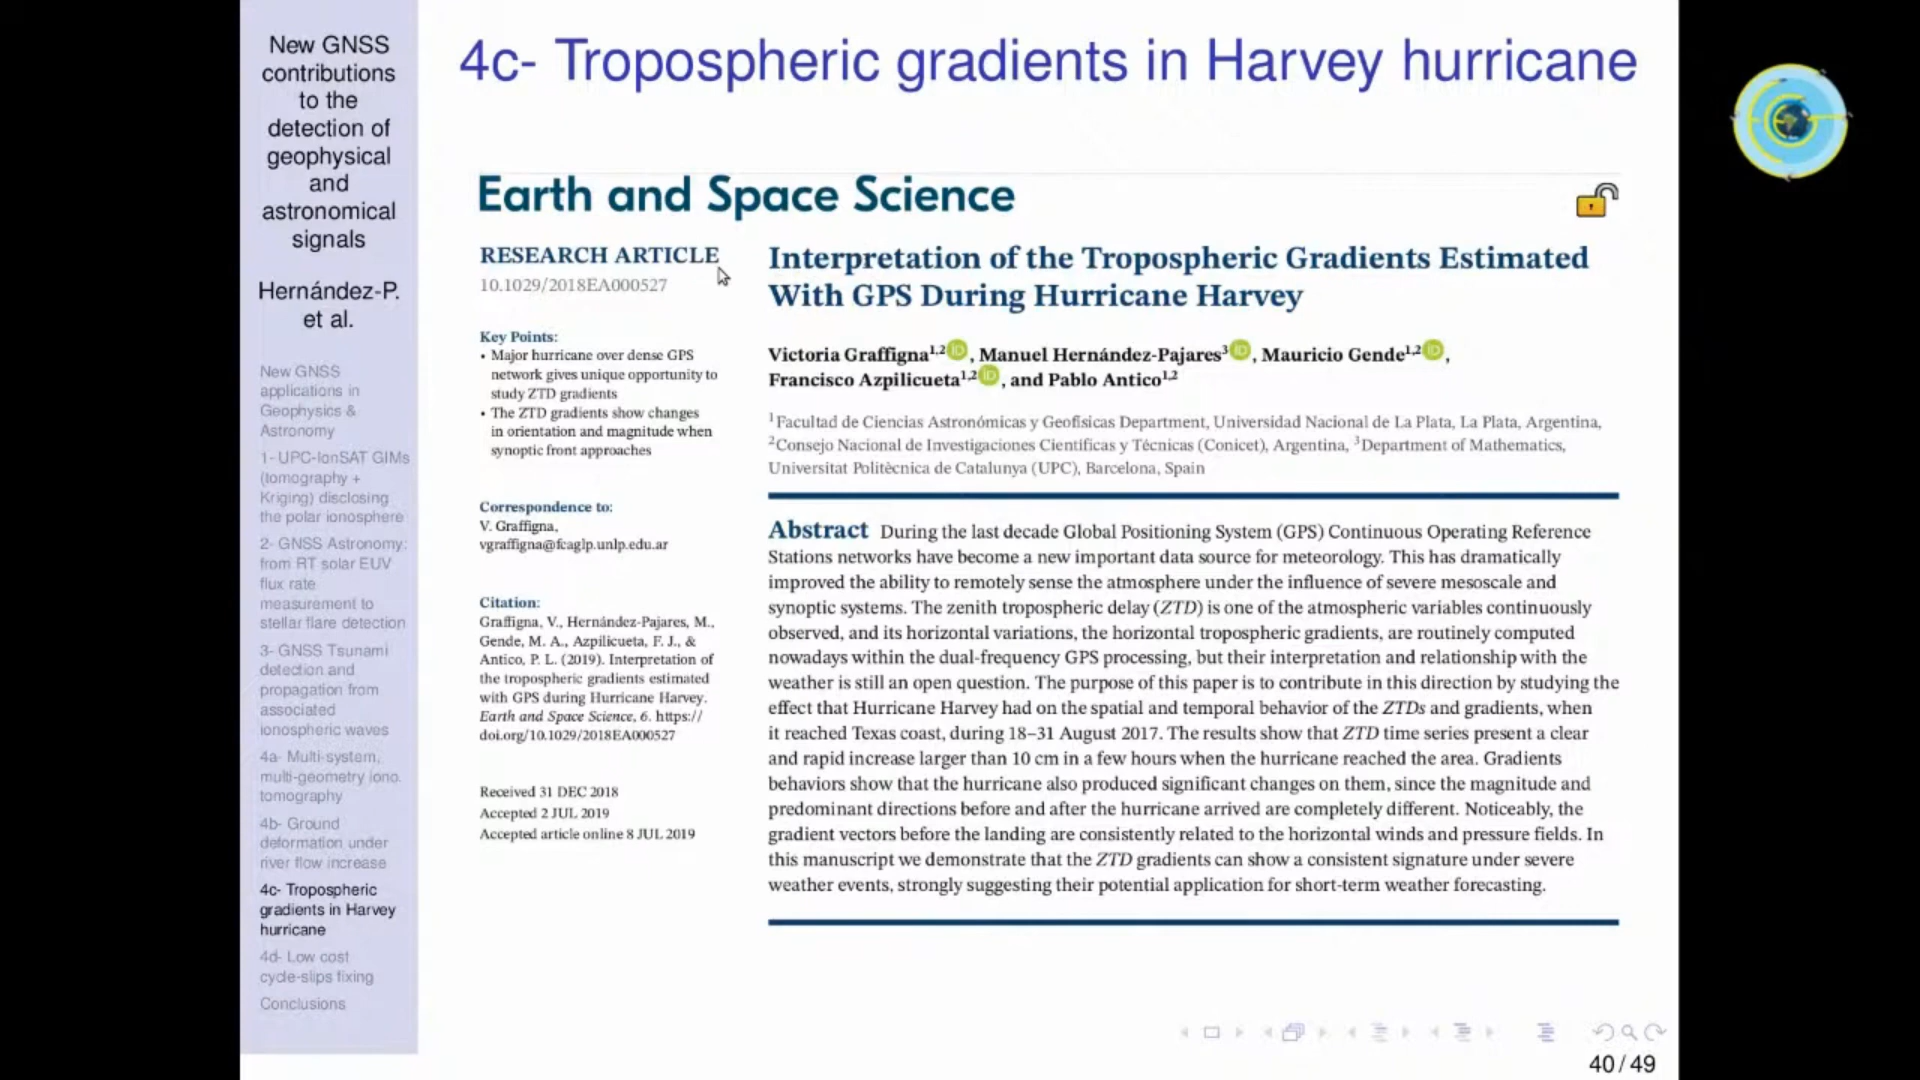 New GNSS
contributions
to the
detection of
geophysical
and
astronomical
signals
Hernández-P.
et al.
New GNSS
applications in
Geophysics &
Astronomy
1- UPC-IonSAT GIMs
(tomography +
Kriging) disclosing
the polar ionosphere
2- GNSS Astronomy:
from RT solar EUV
flux rate
measurement to
stellar flare detection
3- GNSS Tsunami
detection and
propagation from
associated
ionospheric waves
4a- Multi-system,
multi-geometry iono.
tomography
4b- Ground
deformation under
river flow increase
4c- Tropospheric
gradients in Harvey
hurricane
4d- Low cost
cycle-slips fixing
Conclusions
4c- Tropospheric gradients in Harvey hurricane
Earth and Space Science
RESEARCH ARTICLE
10.1029/2018EA000527
Key Points:
• Major hurricane over dense GPS
network gives unique opportunity to
study ZTD gradients
• The ZTD gradients show changes
in orientation and magnitude when
synoptic front approaches
Correspondence to:
V. Graffigna,
vgraffigna@fcaglp.unlp.edu.ar
Citation:
Graffigna, V., Hernández-Pajares, M.,
Gende, M. A., Azpilicueta, F. J., &
Antico, P. L. (2019). Interpretation of
the tropospheric gradients estimated
with GPS during Hurricane Harvey.
Earth and Space Science, 6. https://
doi.org/10.1029/2018EA000527
Received 31 DEC 2018
Accepted 2 JUL 2019
Accepted article online 8 JUL 2019
Interpretation of the Tropospheric Gradients Estimated
With GPS During Hurricane Harvey
Victoria Graffigna1,2 iD, Manuel Hernández-Pajares3 iD, Mauricio Gende1,2 iD,
Francisco Azpilicueta1,2 iD, and Pablo Antico1,2
1Facultad de Ciencias Astronómicas y Geofísicas Department, Universidad Nacional de La Plata, La Plata, Argentina,
2Consejo Nacional de Investigaciones Científicas y Técnicas (Conicet), Argentina, 3Department of Mathematics,
Universitat Politècnica de Catalunya (UPC), Barcelona, Spain
Abstract During the last decade Global Positioning System (GPS) Continuous Operating Reference
Stations networks have become a new important data source for meteorology. This has dramatically
improved the ability to remotely sense the atmosphere under the influence of severe mesoscale and
synoptic systems. The zenith tropospheric delay (ZTD) is one of the atmospheric variables continuously
observed, and its horizontal variations, the horizontal tropospheric gradients, are routinely computed
nowadays within the dual-frequency GPS processing, but their interpretation and relationship with the
weather is still an open question. The purpose of this paper is to contribute in this direction by studying the
effect that Hurricane Harvey had on the spatial and temporal behavior of the ZTDs and gradients, when
it reached Texas coast, during 18–31 August 2017. The results show that ZTD time series present a clear
and rapid increase larger than 10 cm in a few hours when the hurricane reached the area. Gradients
behaviors show that the hurricane also produced significant changes on them, since the magnitude and
predominant directions before and after the hurricane arrived are completely different. Noticeably, the
gradient vectors before the landing are consistently related to the horizontal winds and pressure fields. In
this manuscript we demonstrate that the ZTD gradients can show a consistent signature under severe
weather events, strongly suggesting their potential application for short-term weather forecasting.
40/49